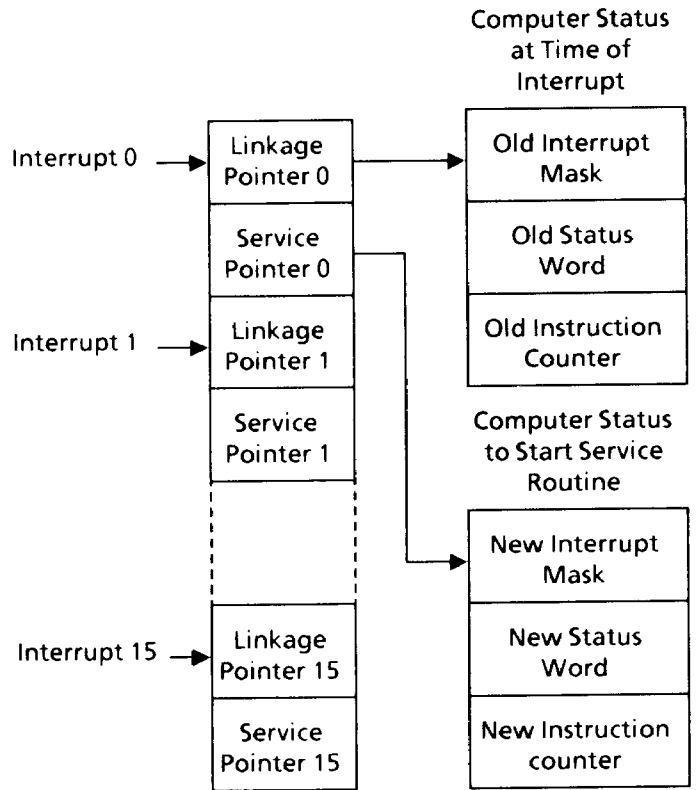 Computer Status
at Time of
Interrupt
Interrupt 0
Linkage
Pointer 0
Old Interrupt
Mask
Service
Pointer 0
Old Status
Word
Interrupt 1
Linkage
Pointer 1
Old Instruction
Counter
Service
Pointer 1
Computer Status
to Start Service
Routine
New Interrupt
Mask
Interrupt 15
Linkage
Pointer 15
New Status
Word
Service
Pointer 15
New Instruction
counter